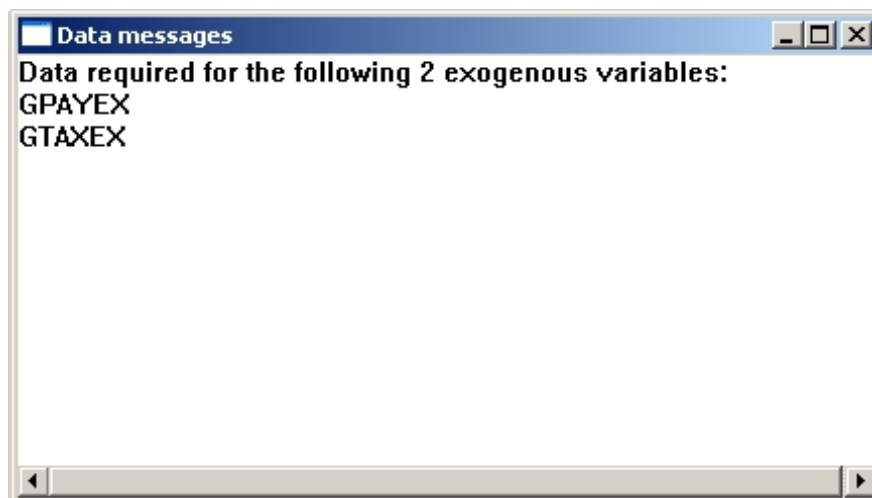 Data messages
Data required for the following 2 exogenous variables:
GPAYEX
GTAXEX